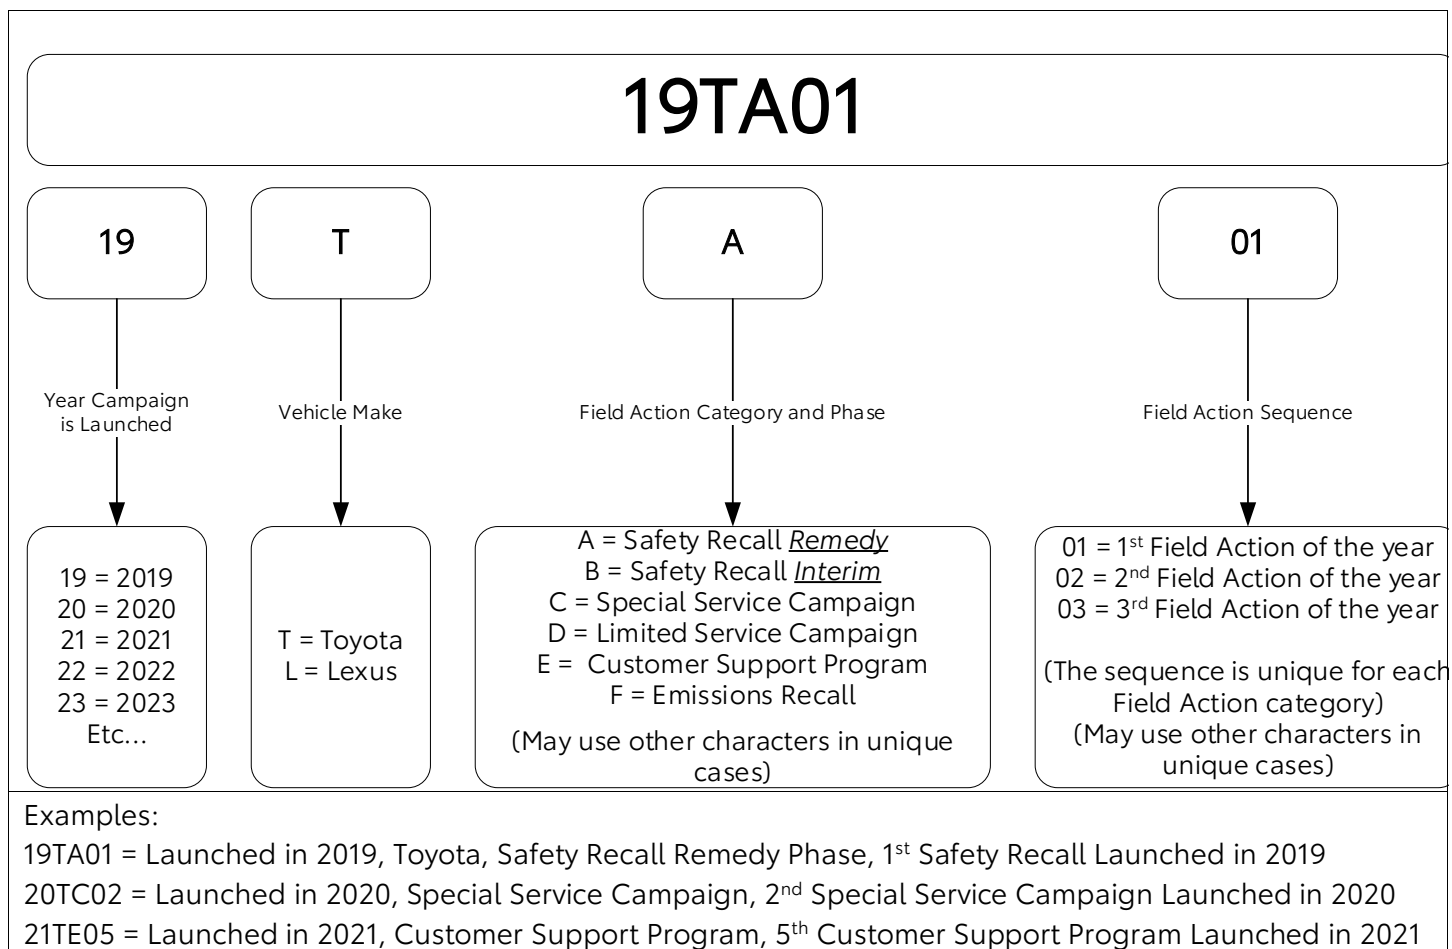 19TA01
19
T
A
01
Year Campaign
is Launched
Vehicle Make
Field Action Category and Phase
Field Action Sequence
19 = 2019
20 = 2020
21 = 2021
22 = 2022
23 = 2023
Etc...
T = Toyota
L = Lexus
A = Safety Recall Remedy
B = Safety Recall Interim
C = Special Service Campaign
D = Limited Service Campaign
E =  Customer Support Program
F = Emissions Recall
(May use other characters in unique
cases)
01 = 1st Field Action of the year
02 = 2nd Field Action of the year
03 = 3rd Field Action of the year
(The sequence is unique for each
Field Action category)
(May use other characters in
unique cases)
Examples:
19TA01 = Launched in 2019, Toyota, Safety Recall Remedy Phase, 1st Safety Recall Launched in 2019
20TC02 = Launched in 2020, Special Service Campaign, 2nd Special Service Campaign Launched in 2020
21TE05 = Launched in 2021, Customer Support Program, 5th Customer Support Program Launched in 2021